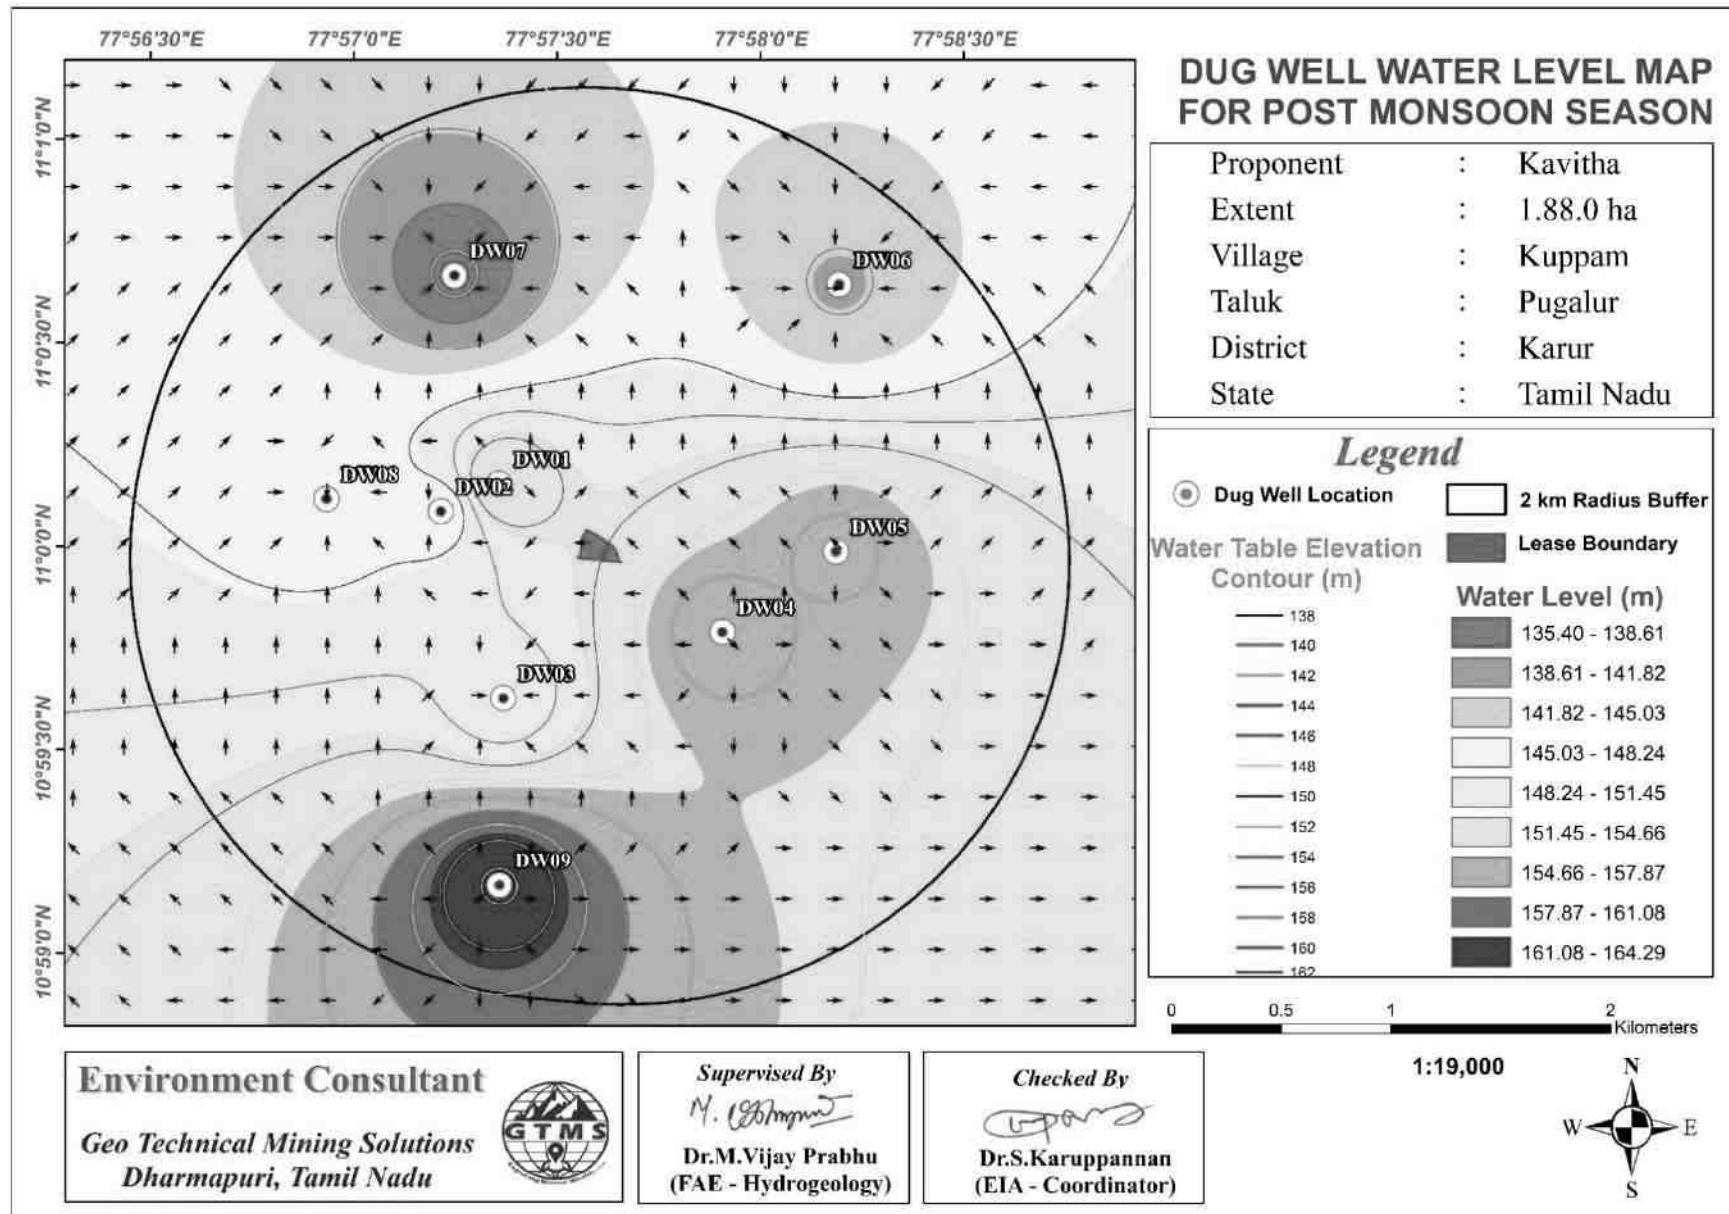 77°56'30"E 77°57'0"E 77°57'30"E 77°58'0"E 77°58'30"E
11°1'0"N
11°0'30"N
11°0'0"N
10°59'30"N
10°59'0"N
DW07
DW06
DW01
DW08
DW02
DW05
DW04
DW03
DW09
DUG WELL WATER LEVEL MAP
FOR POST MONSOON SEASON
Proponent : Kavitha
Extent : 1.88.0 ha
Village : Kuppam
Taluk : Pugalur
District : Karur
State : Tamil Nadu
Legend
Dug Well Location
2 km Radius Buffer
Lease Boundary
Water Table Elevation
Contour (m)
138
140
142
144
146
148
150
152
154
156
158
160
162
Water Level (m)
135.40 - 138.61
138.61 - 141.82
141.82 - 145.03
145.03 - 148.24
148.24 - 151.45
151.45 - 154.66
154.66 - 157.87
157.87 - 161.08
161.08 - 164.29
0 0.5 1 2
Kilometers
1:19,000
N
W E
S
Environment Consultant
Geo Technical Mining Solutions
Dharmapuri, Tamil Nadu
GTMS
Supervised By
Dr.M.Vijay Prabhu
(FAE - Hydrogeology)
Checked By
Dr.S.Karuppannan
(EIA - Coordinator)